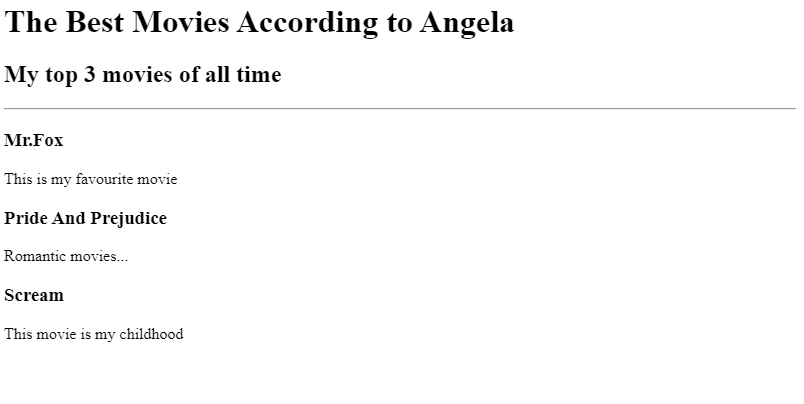 The Best Movies According to Angela
My top 3 movies of all time
Mr.Fox
This is my favourite movie
Pride And Prejudice
Romantic movies...
Scream
This movie is my childhood